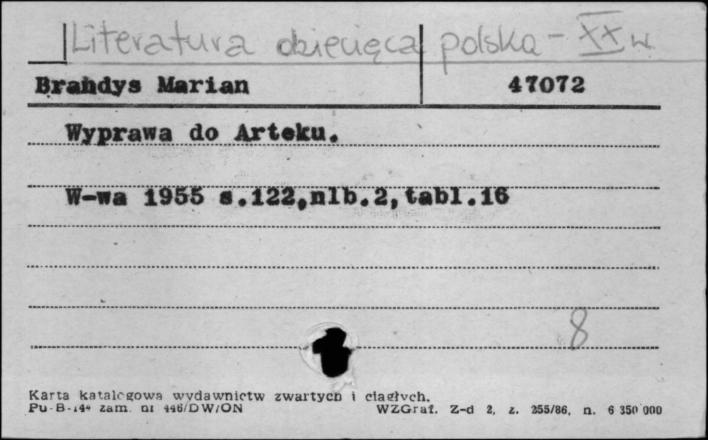 Literatura dziecięca polska - XX w.
Brandys Marian 47072
Wyprawa do Arteku.
W-wa 1955 s.122,nlb.2,tabl.16
8
Karta katalogowa wydawnictw zwartych i ciągłych.
Pu-B-144 zam. nr 446/DW/ON WZGraf. Z-d 2, z. 255/86, n. 6 350 000